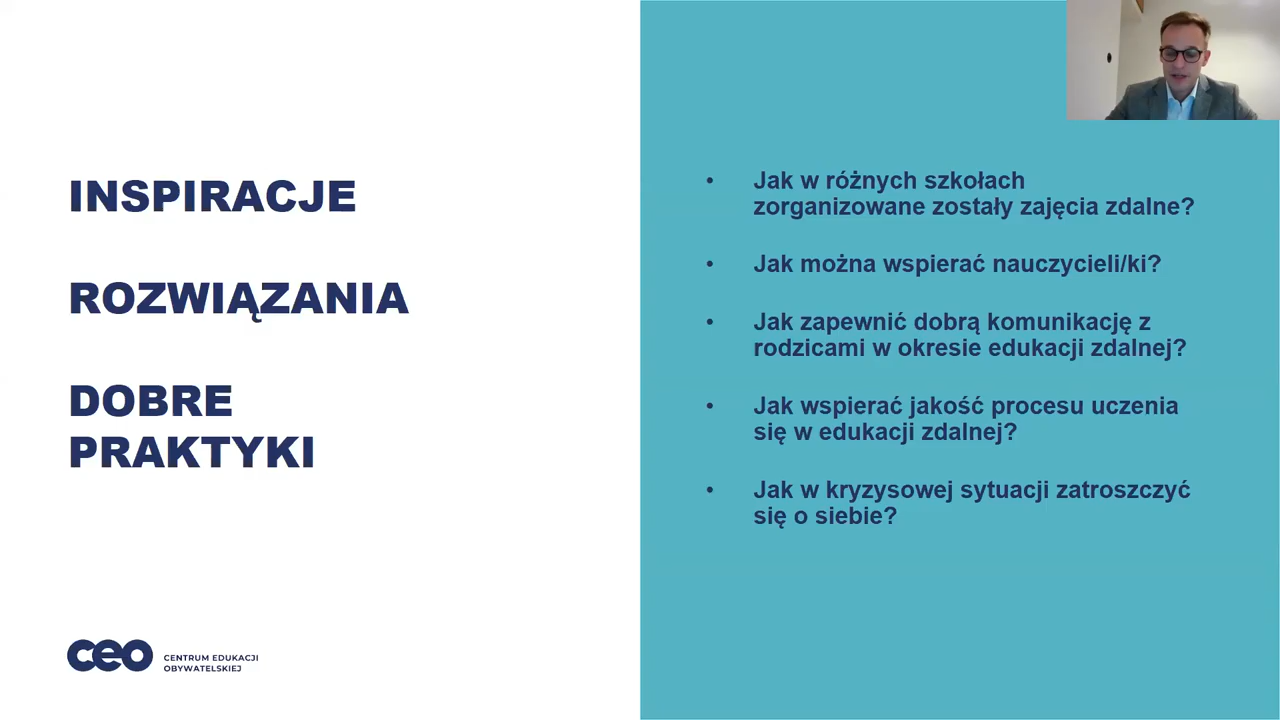 INSPIRACJE
ROZWIĄZANIA
DOBRE
PRAKTYKI
ceo CENTRUM EDUKACJI
OBYWATELSKIEJ
• Jak w różnych szkołach
zorganizowane zostały zajęcia zdalne?
• Jak można wspierać nauczycieli/ki?
• Jak zapewnić dobrą komunikację z
rodzicami w okresie edukacji zdalnej?
• Jak wspierać jakość procesu uczenia
się w edukacji zdalnej?
• Jak w kryzysowej sytuacji zatroszczyć
się o siebie?